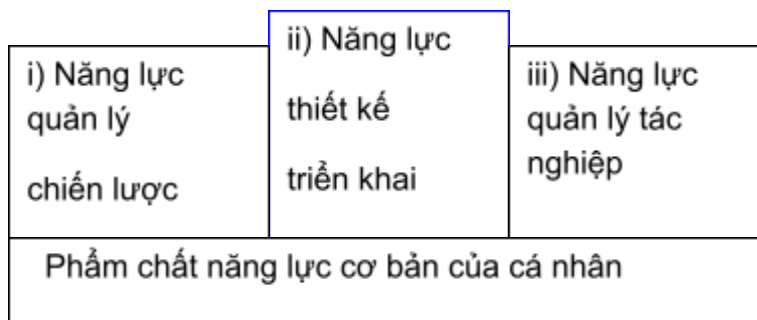 i) Năng lực
quản lý
chiến lược
ii) Năng lực
thiết kế
triển khai
iii) Năng lực
quản lý tác
nghiệp
Phẩm chất năng lực cơ bản của cá nhân